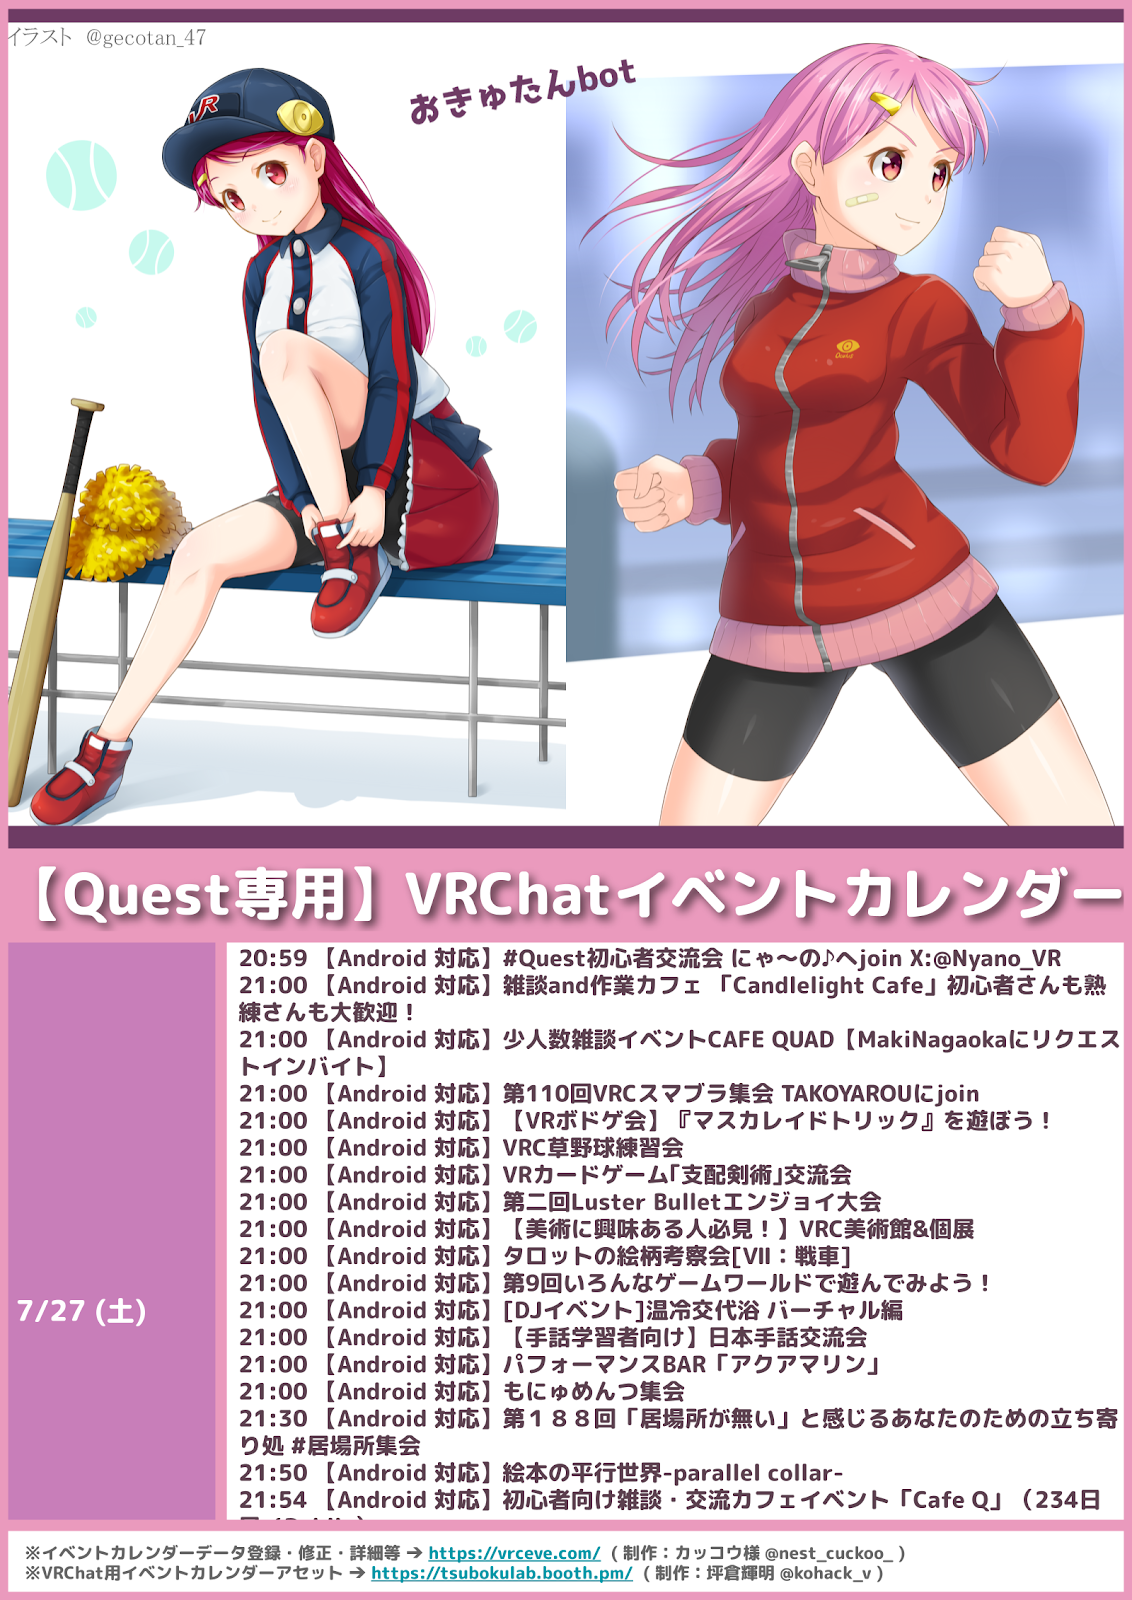 イラスト @gecotan_47
おきゅたんbot
VR
Quest
【Quest専用】VRChatイベントカレンダー
7/27 (土)
20:59 【Android 対応】#Quest初心者交流会 にゃ～の♪へjoin X:@Nyano_VR
21:00 【Android 対応】雑談and作業カフェ 「Candlelight Cafe」初心者さんも熟
練さんも大歓迎！
21:00 【Android 対応】少人数雑談イベントCAFE QUAD【MakiNagaokaにリクエス
トインバイト】
21:00 【Android 対応】第110回VRCスマブラ集会 TAKOYAROUにjoin
21:00 【Android 対応】【VRボドゲ会】『マスカレイドトリック』を遊ぼう！
21:00 【Android 対応】VRC草野球練習会
21:00 【Android 対応】VRカードゲーム｢支配剣術｣交流会
21:00 【Android 対応】第二回Luster Bulletエンジョイ大会
21:00 【Android 対応】【美術に興味ある人必見！】VRC美術館&個展
21:00 【Android 対応】タロットの絵柄考察会[Ⅶ：戦車]
21:00 【Android 対応】第9回いろんなゲームワールドで遊んでみよう！
21:00 【Android 対応】[DJイベント]温冷交代浴 バーチャル編
21:00 【Android 対応】【手話学習者向け】日本手話交流会
21:00 【Android 対応】パフォーマンスBAR「アクアマリン」
21:00 【Android 対応】もにゅめんつ集会
21:30 【Android 対応】第１８８回「居場所が無い」と感じるあなたのための立ち寄
り処 #居場所集会
21:50 【Android 対応】絵本の平行世界-parallel collar-
21:54 【Android 対応】初心者向け雑談・交流カフェイベント「Cafe Q」（234日
※イベントカレンダーデータ登録・修正・詳細等 ➔ https://vrceve.com/ （ 制作：カッコウ様 @nest_cuckoo_ ）
※VRChat用イベントカレンダーアセット ➔ https://tsubokulab.booth.pm/ （ 制作：坪倉輝明 @kohack_v ）